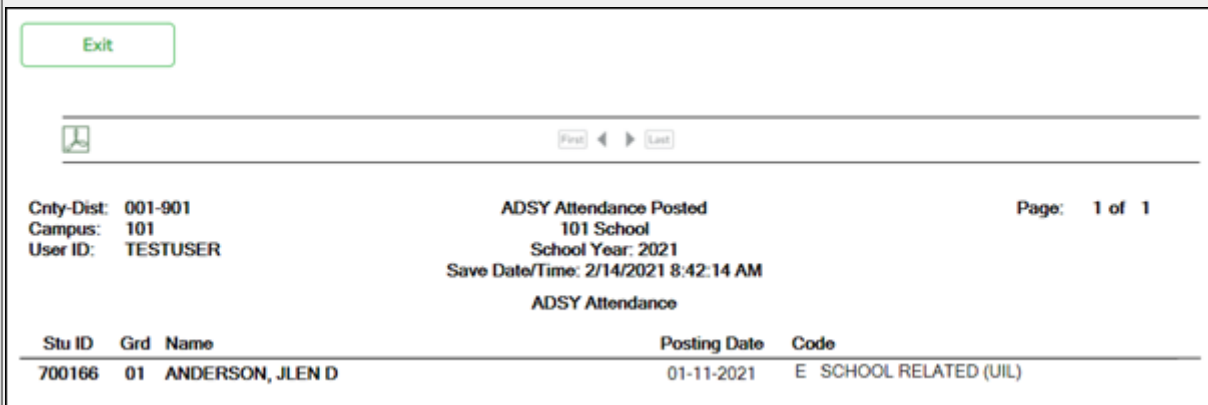 Exit
First Last
Cnty-Dist: 001-901 ADSY Attendance Posted Page: 1 of 1
Campus: 101 101 School
User ID: TESTUSER School Year: 2021
Save Date/Time: 2/14/2021 8:42:14 AM
ADSY Attendance
Stu ID Grd Name Posting Date Code
700166 01 ANDERSON, JLEN D 01-11-2021 E SCHOOL RELATED (UIL)